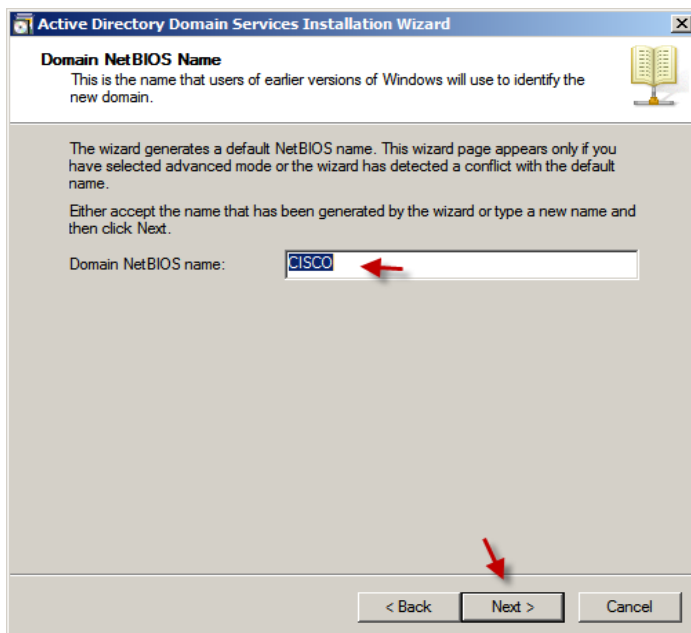 Active Directory Domain Services Installation Wizard
Domain NetBIOS Name
This is the name that users of earlier versions of Windows will use to identify the
new domain.
The wizard generates a default NetBIOS name. This wizard page appears only if you
have selected advanced mode or the wizard has detected a conflict with the default
name.
Either accept the name that has been generated by the wizard or type a new name and
then click Next.
Domain NetBIOS name: CISCO
< Back Next > Cancel